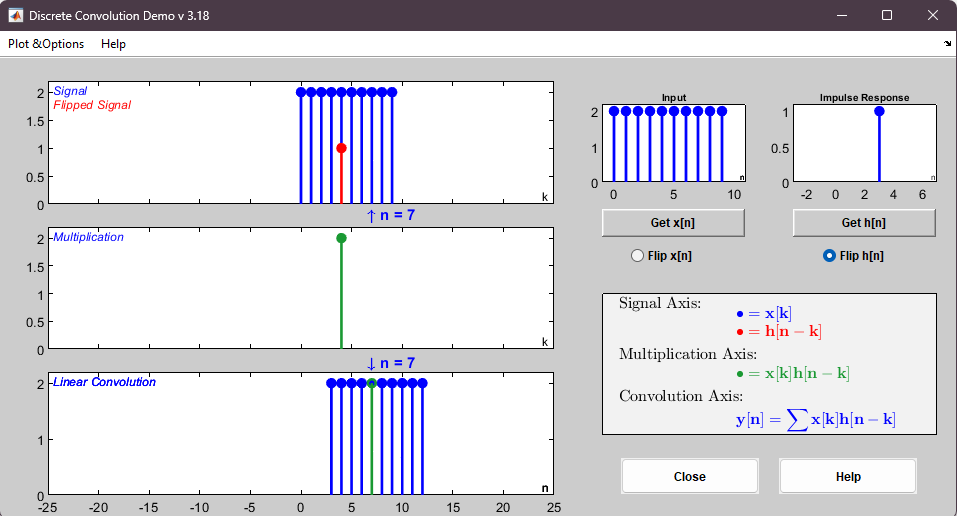 Discrete Convolution Demo v 3.18
Plot &Options Help
Signal
Flipped Signal
2
1.5
1
0.5
0
k
↑ n = 7
Multiplication
2
1.5
1
0.5
0
k
↓ n = 7
Linear Convolution
2
1
0
n
-25 -20 -15 -10 -5 0 5 10 15 20 25
Input
2
1
0
n
0 5 10
Impulse Response
1
0.5
0
n
-2 0 2 4 6
Get x[n]
Get h[n]
Flip x[n]
Flip h[n]
Signal Axis:
• = x[k]
• = h[n − k]
Multiplication Axis:
• = x[k]h[n − k]
Convolution Axis:
y[n] = ∑ x[k]h[n − k]
Close
Help